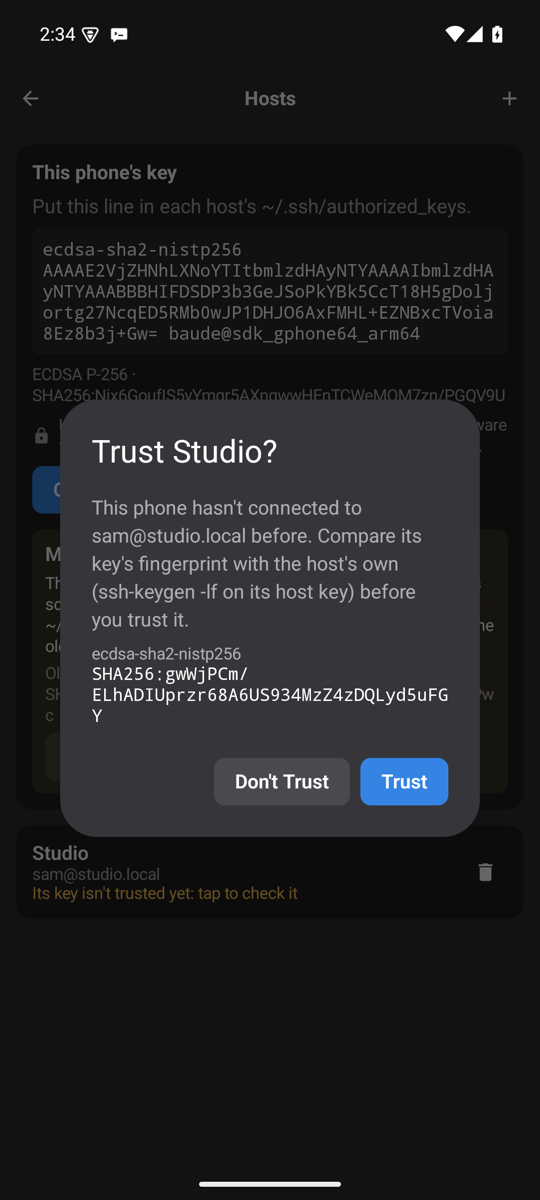 2:34
Hosts
This phone's key
Put this line in each host's ~/.ssh/authorized_keys.
ecdsa-sha2-nistp256
AAAAE2VjZHNhLXNoYTItbmlzdHAyNTYAAAAIbmlzdHA
yNTYAAABBBHIFDSDP3b3GeJSoPkYBk5CcT18H5gDolj
ortg27NcqED5RMb0wJP1DHJO6AxFMHL+EZNBxcTVoia
8Ez8b3j+Gw= baude@sdk_gphone64_arm64
ECDSA P-256 ·
Trust Studio?
This phone hasn't connected to
sam@studio.local before. Compare its
key's fingerprint with the host's own
(ssh-keygen -lf on its host key) before
you trust it.
ecdsa-sha2-nistp256
SHA256:gwWjPCm/
ELhADIUprzr68A6US934MzZ4zDQLyd5uFG
Y
Don't Trust
Trust
Studio
sam@studio.local
Its key isn't trusted yet: tap to check it